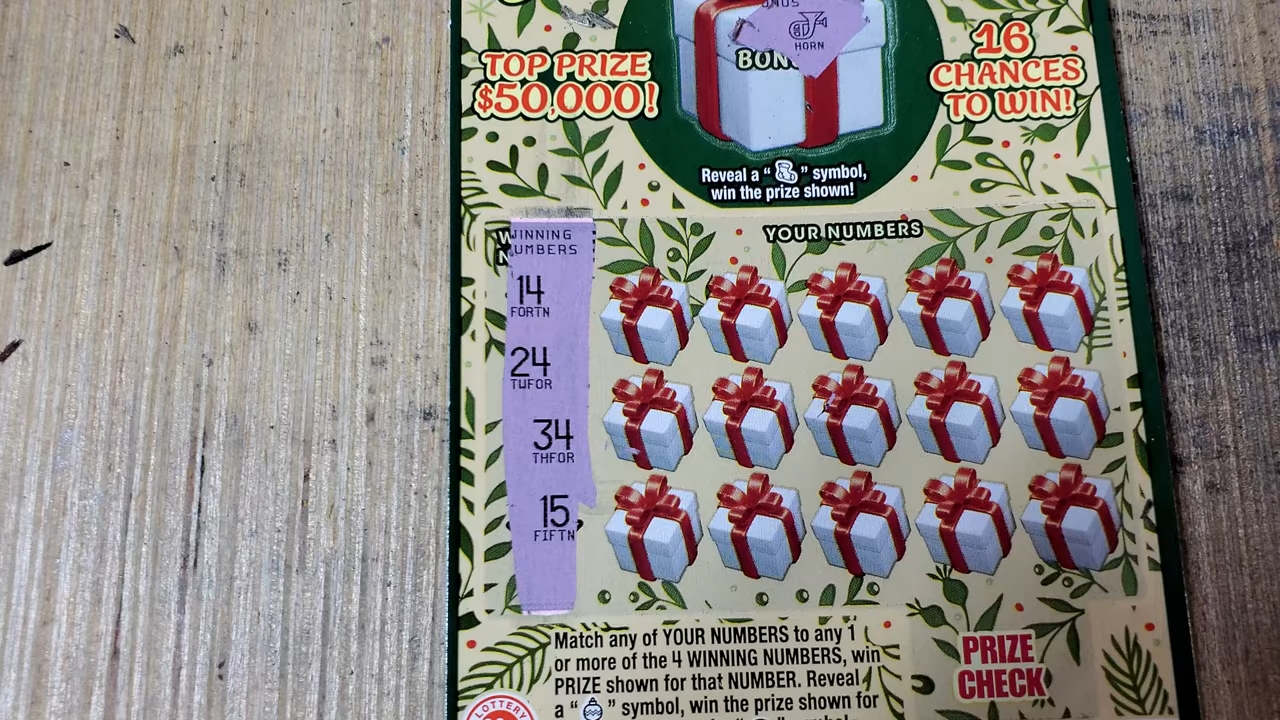 HORN
TOP PRIZE
$50,000!
16
CHANCES
TO WIN!
Reveal a " " symbol,
win the prize shown!
WINNING
NUMBERS
YOUR NUMBERS
14
FORTN
24
TWFOR
34
THFOR
15
FIFTN
Match any of YOUR NUMBERS to any 1
or more of the 4 WINNING NUMBERS, win
PRIZE shown for that NUMBER. Reveal
a " " symbol, win the prize shown for
PRIZE
CHECK
LOTTERY